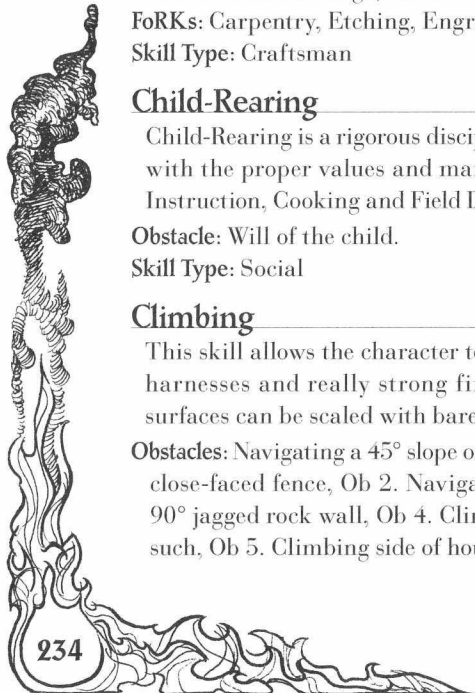 FoRKs: Carpentry, Etching, Engr
Skill Type: Craftsman
Child-Rearing
Child-Rearing is a rigorous disci
with the proper values and ma
Instruction, Cooking and Field D
Obstacle: Will of the child.
Skill Type: Social
Climbing
This skill allows the character t
harnesses and really strong fi
surfaces can be scaled with bare
Obstacles: Navigating a 45° slope o
close-faced fence, Ob 2. Naviga
90° jagged rock wall, Ob 4. Clim
such, Ob 5. Climbing side of hou
234